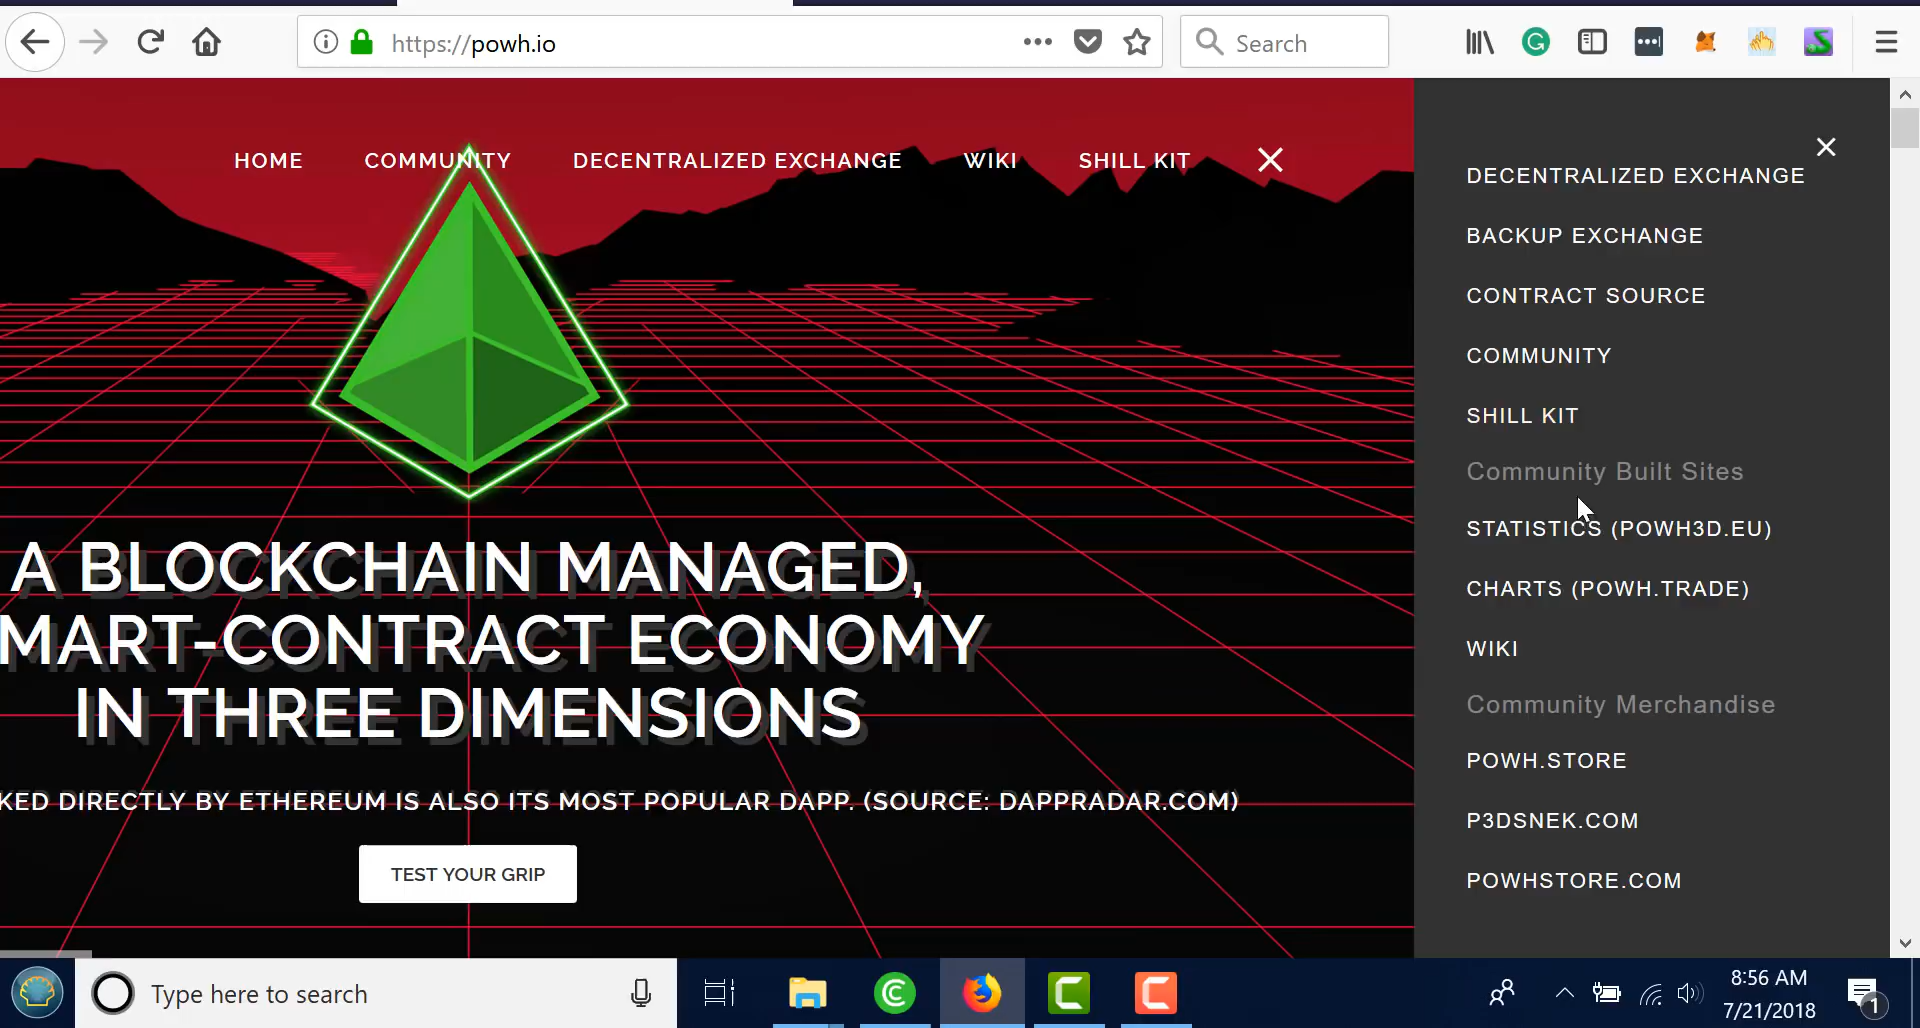 https://powh.io
Search
HOME COMMUNITY DECENTRALIZED EXCHANGE WIKI SHILL KIT
A BLOCKCHAIN MANAGED,
MART-CONTRACT ECONOMY
IN THREE DIMENSIONS
KED DIRECTLY BY ETHEREUM IS ALSO ITS MOST POPULAR DAPP. (SOURCE: DAPPRADAR.COM)
TEST YOUR GRIP
DECENTRALIZED EXCHANGE
BACKUP EXCHANGE
CONTRACT SOURCE
COMMUNITY
SHILL KIT
Community Built Sites
STATISTICS (POWH3D.EU)
CHARTS (POWH.TRADE)
WIKI
Community Merchandise
POWH.STORE
P3DSNEK.COM
POWHSTORE.COM
Type here to search
8:56 AM
7/21/2018
1